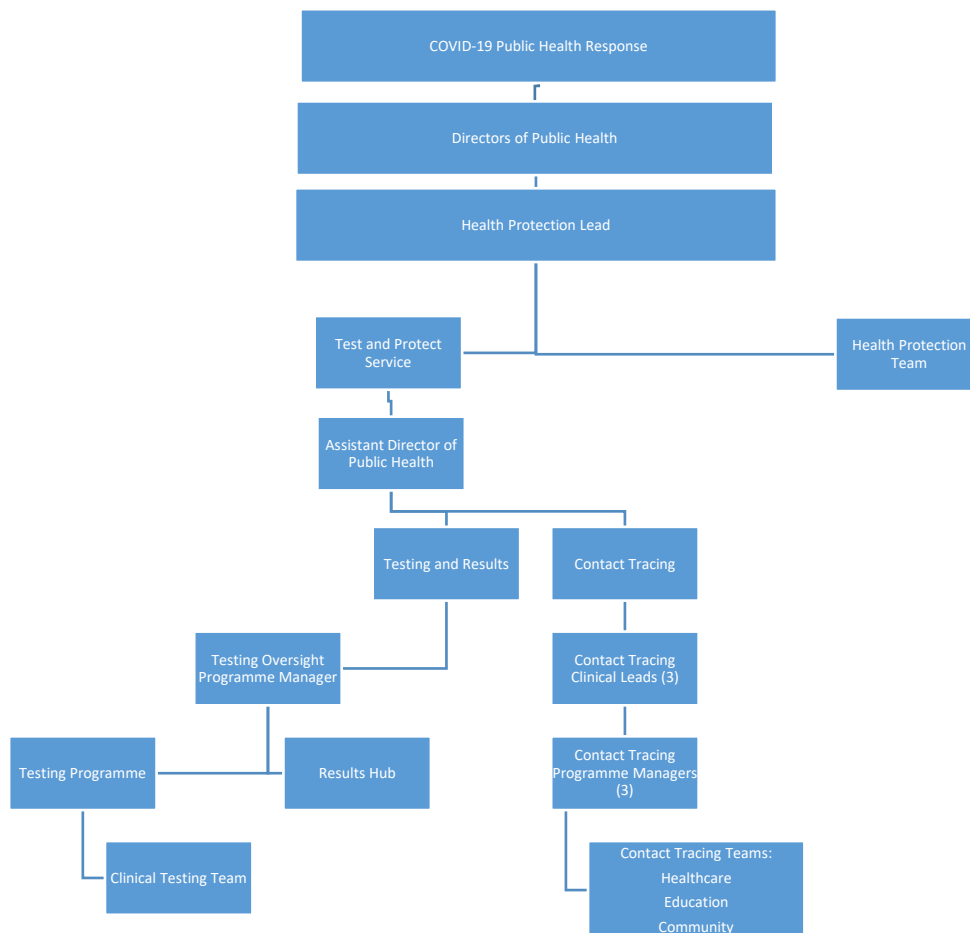 COVID-19 Public Health Response
Directors of Public Health
Health Protection Lead
Test and Protect
Service
Health Protection
Team
Assistant Director of
Public Health
Testing and Results
Contact Tracing
Testing Oversight
Programme Manager
Contact Tracing
Clinical Leads (3)
Testing Programme
Results Hub
Contact Tracing
Programme Managers
(3)
Clinical Testing Team
Contact Tracing Teams:
Healthcare
Education
Community